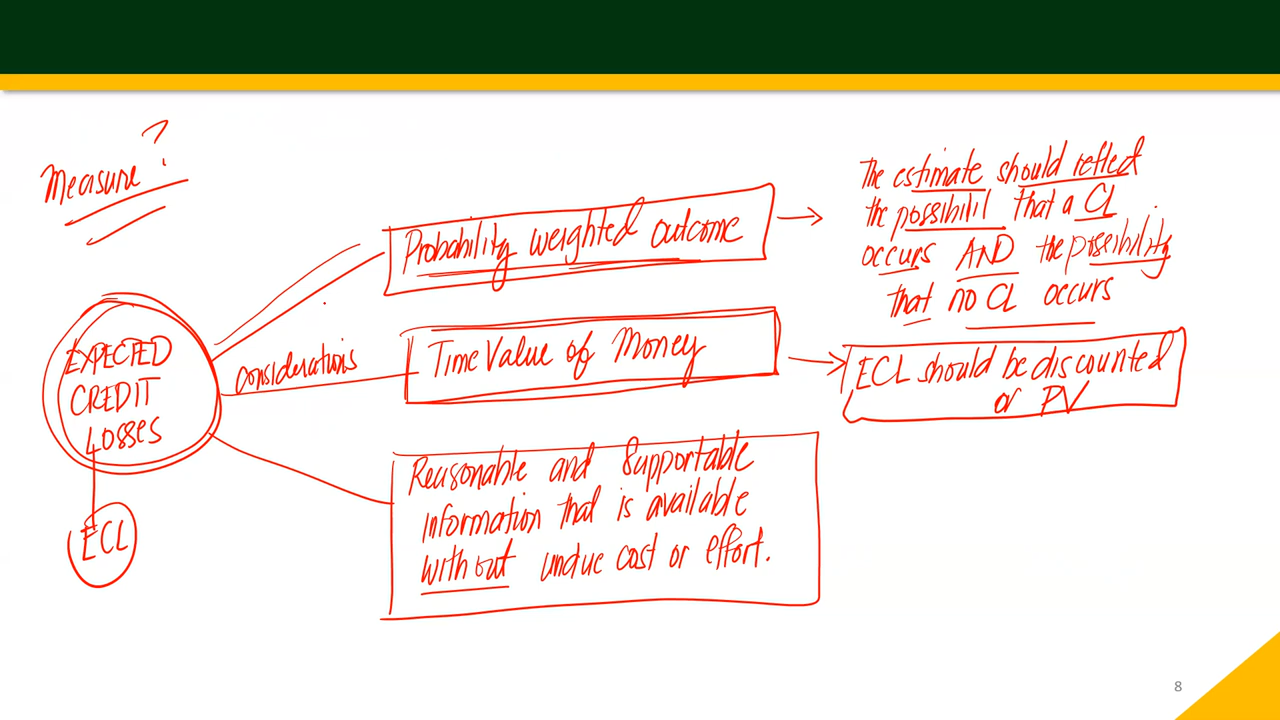 Measure?
Probability weighted outcome
The estimate should reflect
the possibilil that a CL
occurs AND the possibility
that no CL occurs
EXPECTED
CREDIT
LOSSES
considerations
Time Value of Money
ECL should be discounted
or PV
ECL
Reasonable and Supportable
information that is available
without undue cost or effort.
8